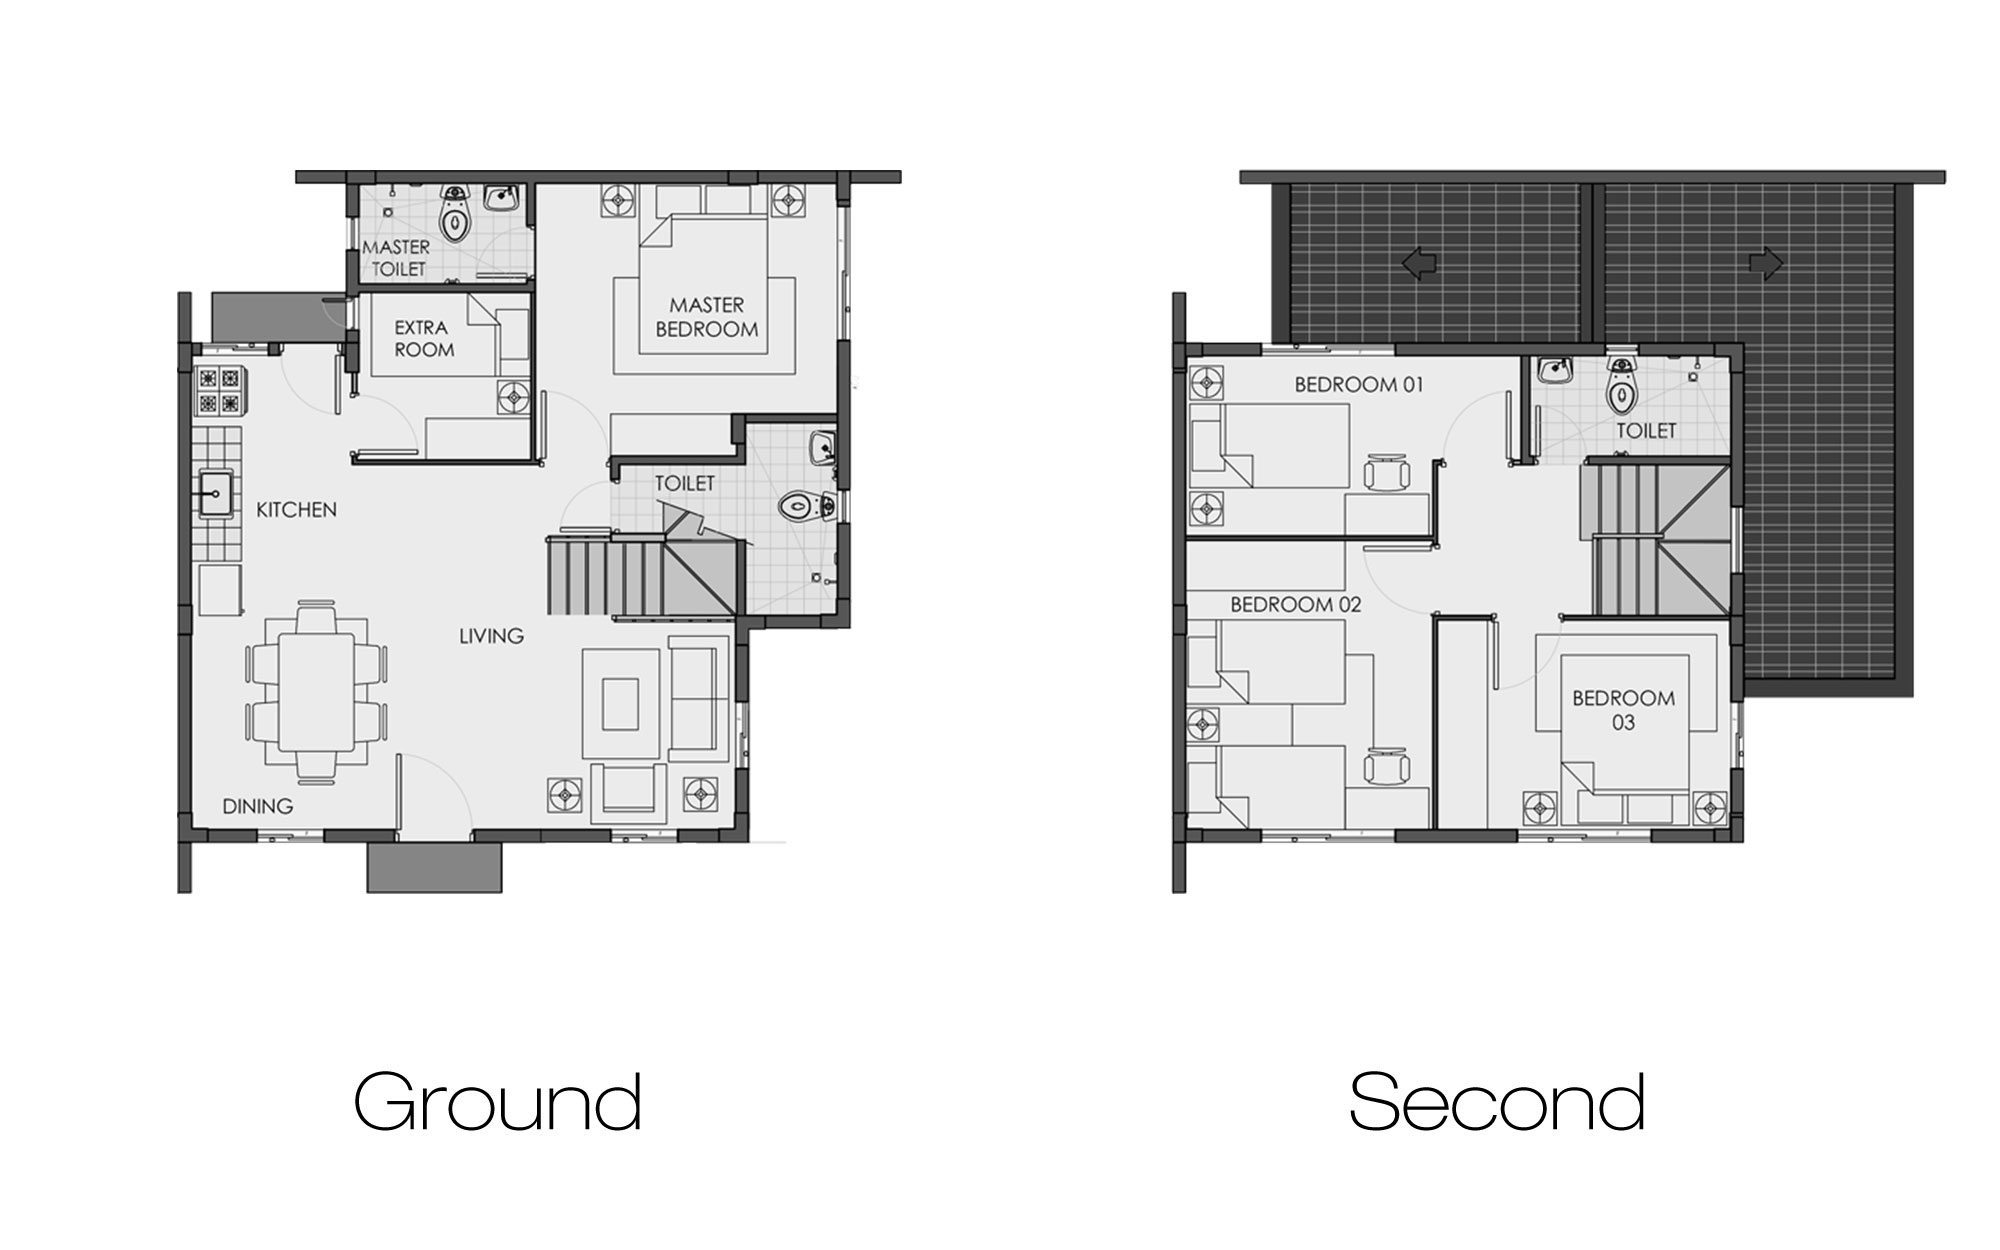 MASTER
TOILET
EXTRA
ROOM
MASTER
BEDROOM
TOILET
KITCHEN
LIVING
DINING
Ground
BEDROOM 01
TOILET
BEDROOM 02
BEDROOM
03
Second